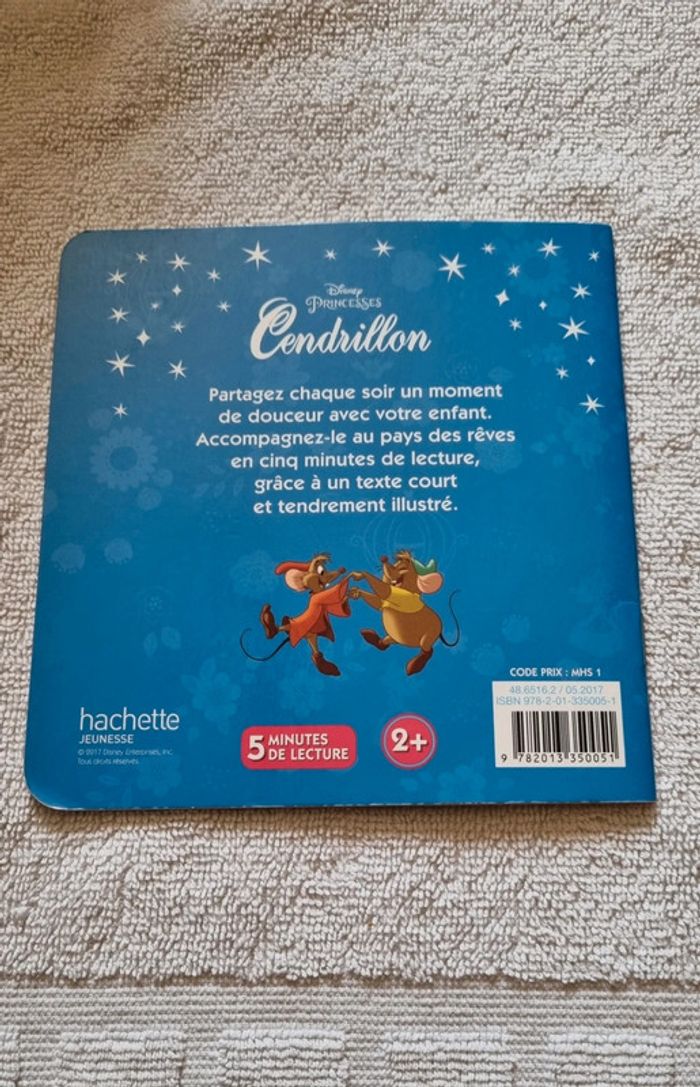 Disney
PRINCESSES
Cendrillon
Partagez chaque soir un moment
de douceur avec votre enfant.
Accompagnez-le au pays des rêves
en cinq minutes de lecture,
grâce à un texte court
et tendrement illustré.
hachette
JEUNESSE
© 2017 Disney Enterprises, Inc.
Tous droits réservés.
5 MINUTES
DE LECTURE
2+
CODE PRIX : MHS 1
48.6516.2 / 05.2017
ISBN 978-2-01-335005-1
9 782013 350051